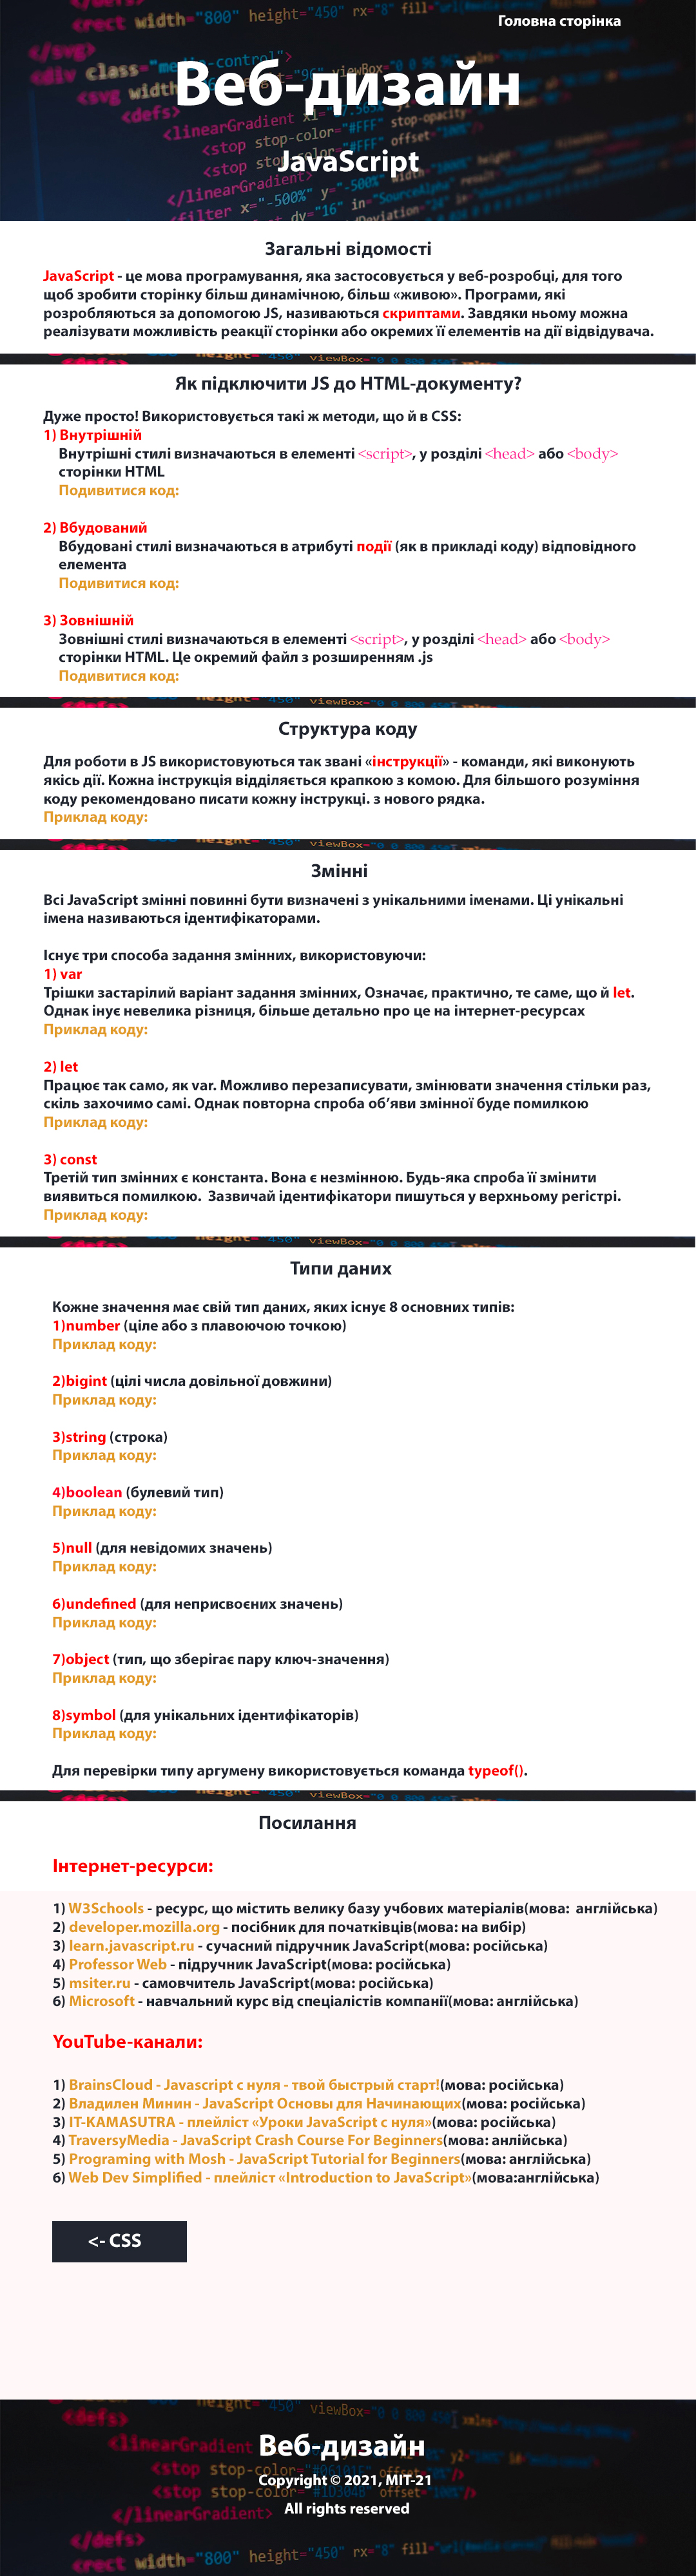 Головна сторінка
Веб-дизайн
JavaScript
Загальні відомості
JavaScript - це мова програмування, яка застосовується у веб-розробці, для того
щоб зробити сторінку більш динамічною, більш «живою». Програми, які
розробляються за допомогою JS, називаються скриптами. Завдяки ньому можна
реалізувати можливість реакції сторінки або окремих її елементів на дії відвідувача.
Як підключити JS до HTML-документу?
Дуже просто! Використовується такі ж методи, що й в CSS:
1) Внутрішній
Внутрішні стилі визначаються в елементі <script>, у розділі <head> або <body>
сторінки HTML
Подивитися код:
2) Вбудований
Вбудовані стилі визначаються в атрибуті події (як в прикладі коду) відповідного
елемента
Подивитися код:
3) Зовнішній
Зовнішні стилі визначаються в елементі <script>, у розділі <head> або <body>
сторінки HTML. Це окремий файл з розширенням .js
Подивитися код:
Структура коду
Для роботи в JS використовуються так звані «інструкції» - команди, які виконують
якісь дії. Кожна інструкція відділяється крапкою з комою. Для більшого розуміння
коду рекомендовано писати кожну інструкці. з нового рядка.
Приклад коду:
Змінні
Всі JavaScript змінні повинні бути визначені з унікальними іменами. Ці унікальні
імена називаються ідентифікаторами.
Існує три способа задання змінних, використовуючи:
1) var
Трішки застарілий варіант задання змінних, Означає, практично, те саме, що й let.
Однак інує невелика різниця, більше детально про це на інтернет-ресурсах
Приклад коду:
2) let
Працює так само, як var. Можливо перезаписувати, змінювати значення стільки раз,
скіль захочимо самі. Однак повторна спроба об’яви змінної буде помилкою
Приклад коду:
3) const
Третій тип змінних є константа. Вона є незмінною. Будь-яка спроба її змінити
виявиться помилкою. Зазвичай ідентифікатори пишуться у верхньому регістрі.
Приклад коду:
Типи даних
Кожне значення має свій тип даних, яких існує 8 основних типів:
1)number (ціле або з плавоючою точкою)
Приклад коду:
2)bigint (цілі числа довільної довжини)
Приклад коду:
3)string (строка)
Приклад коду:
4)boolean (булевий тип)
Приклад коду:
5)null (для невідомих значень)
Приклад коду:
6)undefined (для неприсвоєних значень)
Приклад коду:
7)object (тип, що зберігає пару ключ-значення)
Приклад коду:
8)symbol (для унікальних ідентифікаторів)
Приклад коду:
Для перевірки типу аргумену використовується команда typeof().
Посилання
Інтернет-ресурси:
1) W3Schools - ресурс, що містить велику базу учбових матеріалів(мова: англійська)
2) developer.mozilla.org - посібник для початківців(мова: на вибір)
3) learn.javascript.ru - сучасний підручник JavaScript(мова: російська)
4) Professor Web - підручник JavaScript(мова: російська)
5) msiter.ru - самовчитель JavaScript(мова: російська)
6) Microsoft - навчальний курс від спеціалістів компанії(мова: англійська)
YouTube-канали:
1) BrainsCloud - Javascript с нуля - твой быстрый старт!(мова: російська)
2) Владилен Минин - JavaScript Основы для Начинающих(мова: російська)
3) IT-KAMASUTRA - плейліст «Уроки JavaScript с нуля»(мова: російська)
4) TraversyMedia - JavaScript Crash Course For Beginners(мова: анлійська)
5) Programing with Mosh - JavaScript Tutorial for Beginners(мова: англійська)
6) Web Dev Simplified - плейліст «Introduction to JavaScript»(мова:англійська)
<- CSS
Веб-дизайн
Copyright © 2021, МІТ-21
All rights reserved